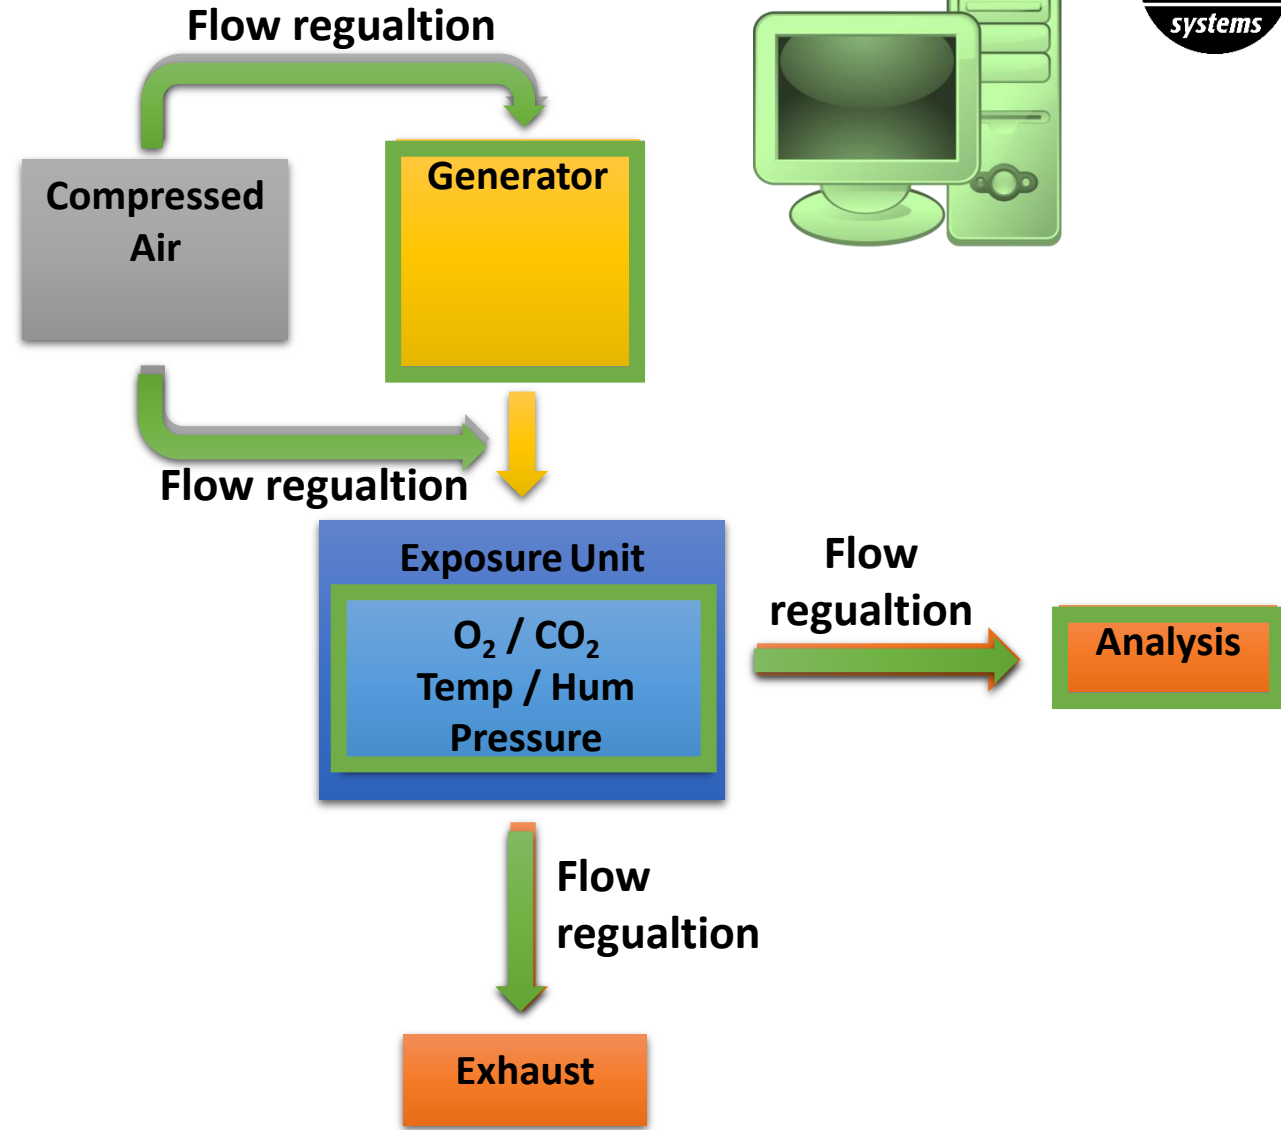 Flow regualtion
systems
Compressed
Air
Generator
Flow regualtion
Exposure Unit
O₂ / CO₂
Temp / Hum
Pressure
Flow
regualtion
Analysis
Flow
regualtion
Exhaust